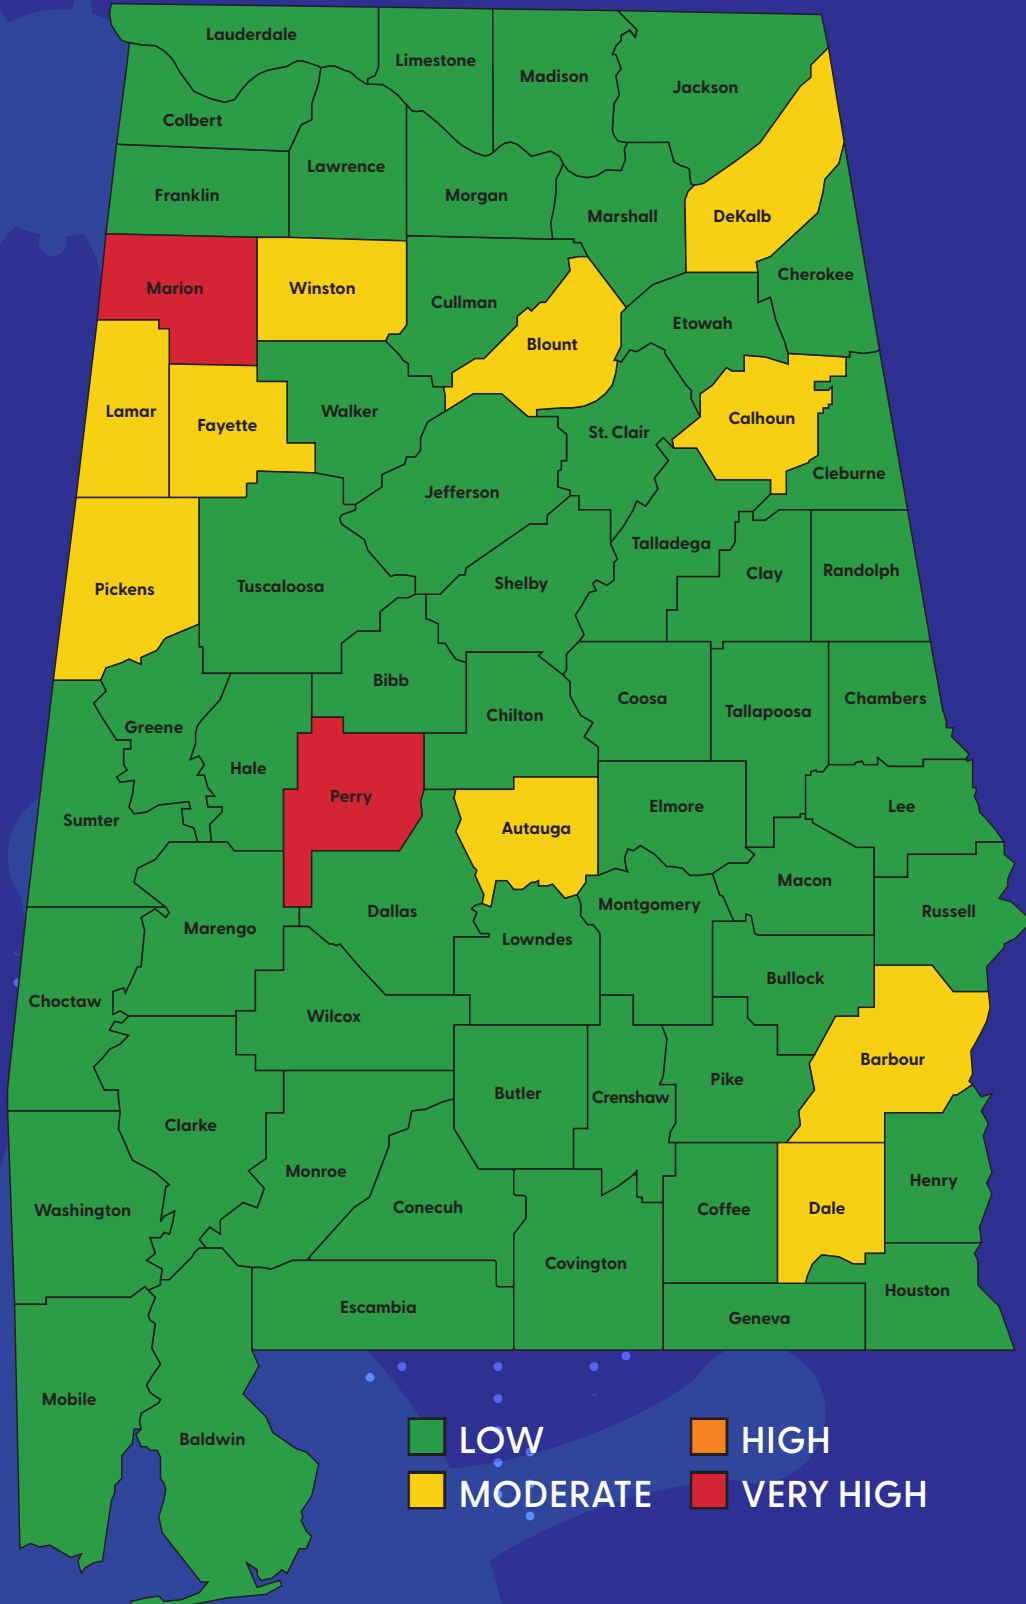 Lauderdale
Limestone
Madison
Jackson
Colbert
Lawrence
Franklin
Morgan
Marshall
DeKalb
Cherokee
Marion
Winston
Cullman
Etowah
Blount
Lamar
Fayette
Walker
St. Clair
Calhoun
Cleburne
Jefferson
Talladega
Clay
Randolph
Pickens
Tuscaloosa
Shelby
Bibb
Coosa
Tallapoosa
Chambers
Greene
Chilton
Hale
Perry
Elmore
Lee
Sumter
Autauga
Macon
Montgomery
Russell
Dallas
Marengo
Lowndes
Bullock
Choctaw
Wilcox
Barbour
Pike
Butler
Crenshaw
Clarke
Monroe
Henry
Washington
Conecuh
Coffee
Dale
Covington
Houston
Escambia
Geneva
Mobile
Baldwin
LOW
HIGH
MODERATE
VERY HIGH